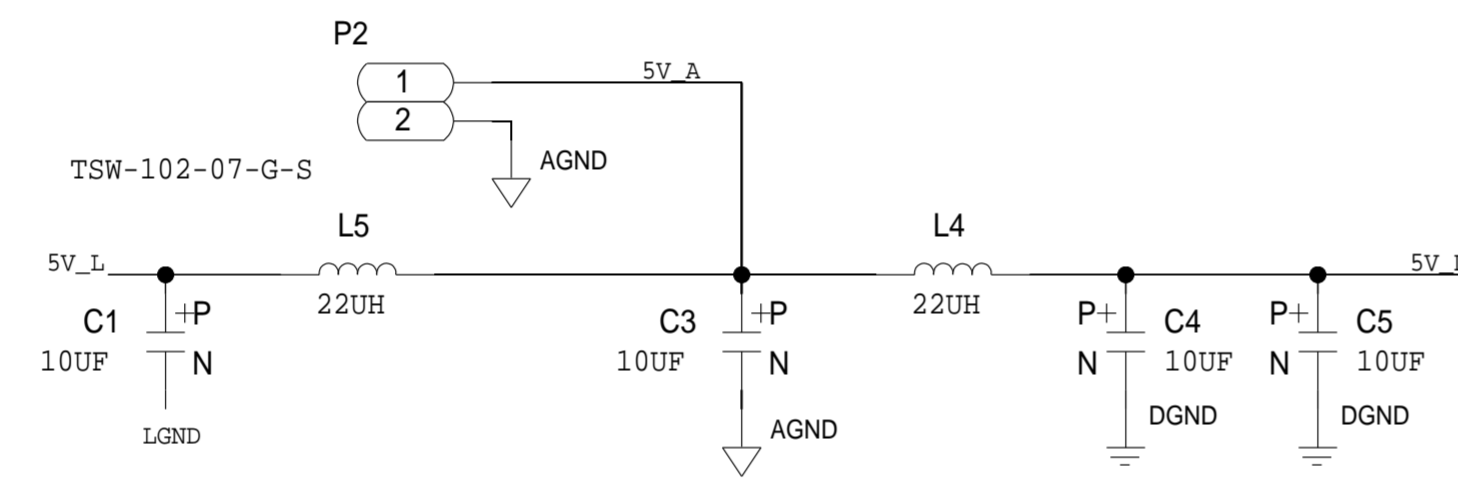 P2
1
5V_A
2
AGND
TSW-102-07-G-S
L5
L4
5V_L
22UH
22UH
C1
+P
10UF
N
LGND
C3
+P
10UF
N
AGND
P+
C4
N
10UF
DGND
P+
C5
N
10UF
DGND